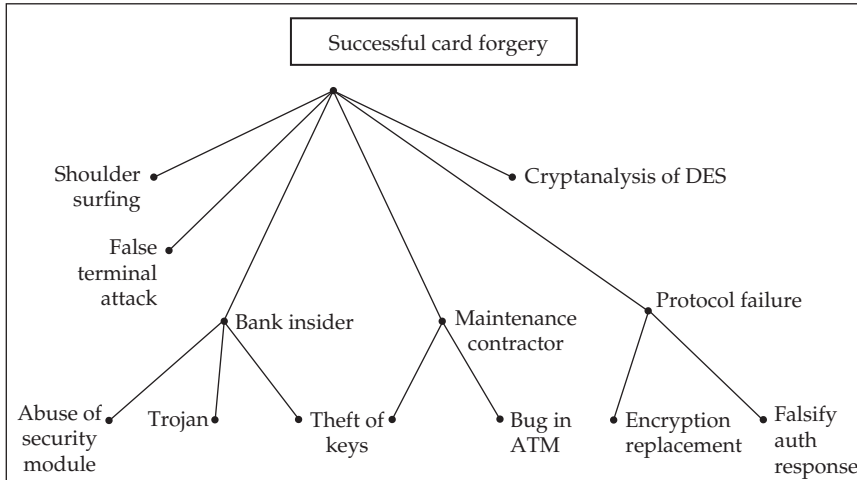 Successful card forgery
Shoulder
surfing
Cryptanalysis of DES
False
terminal
attack
Bank insider
Maintenance
contractor
Protocol failure
Abuse of
security
module
Trojan
Theft of
keys
Bug in
ATM
Encryption
replacement
Falsify
auth
response